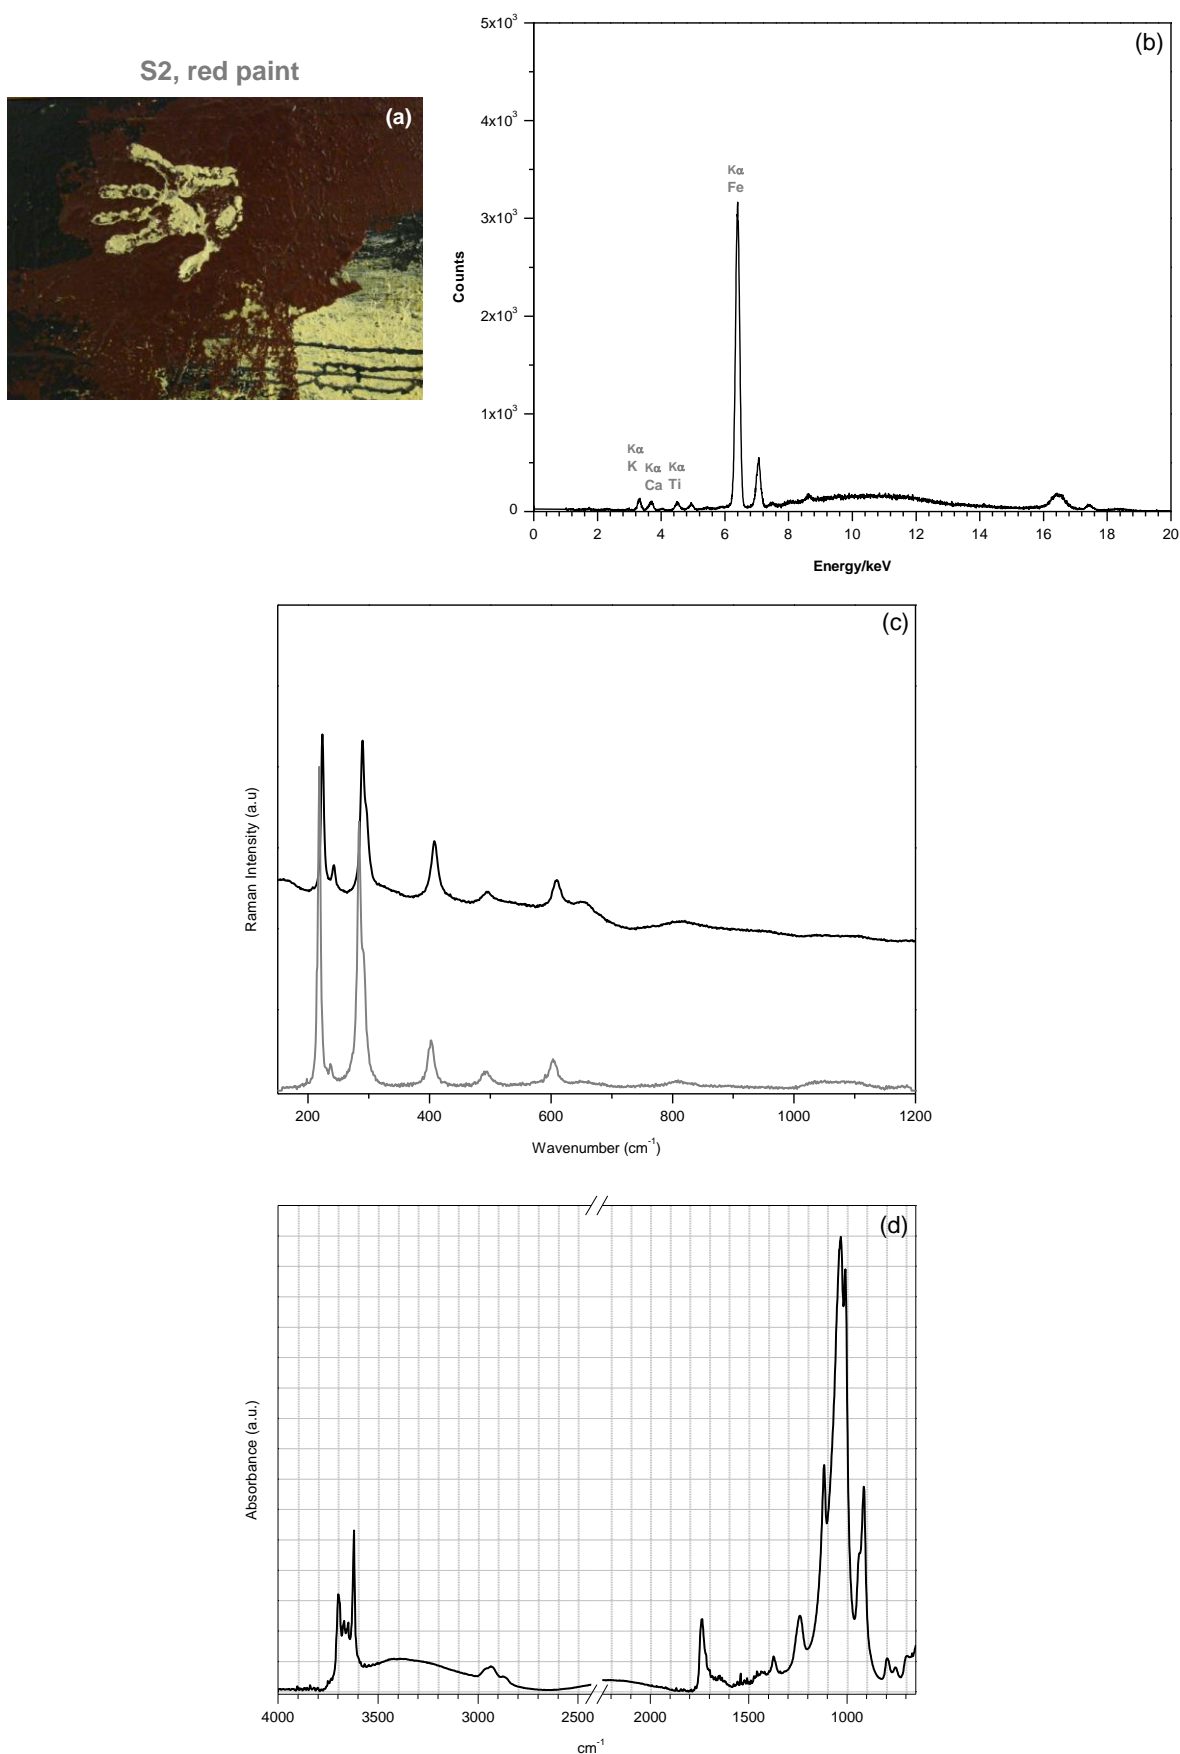 S2, red paint
(a)
(b)
5x10³
4x10³
3x10³
2x10³
1x10³
0
Counts
Kα
Fe
Kα
K
Kα
Ca
Kα
Ti
0 2 4 6 8 10 12 14 16 18 20
Energy/keV
(c)
Raman Intensity (a.u)
200 400 600 800 1000 1200
Wavenumber (cm⁻¹)
(d)
Absorbance (a.u.)
4000 3500 3000 2500 2000 1500 1000
cm⁻¹